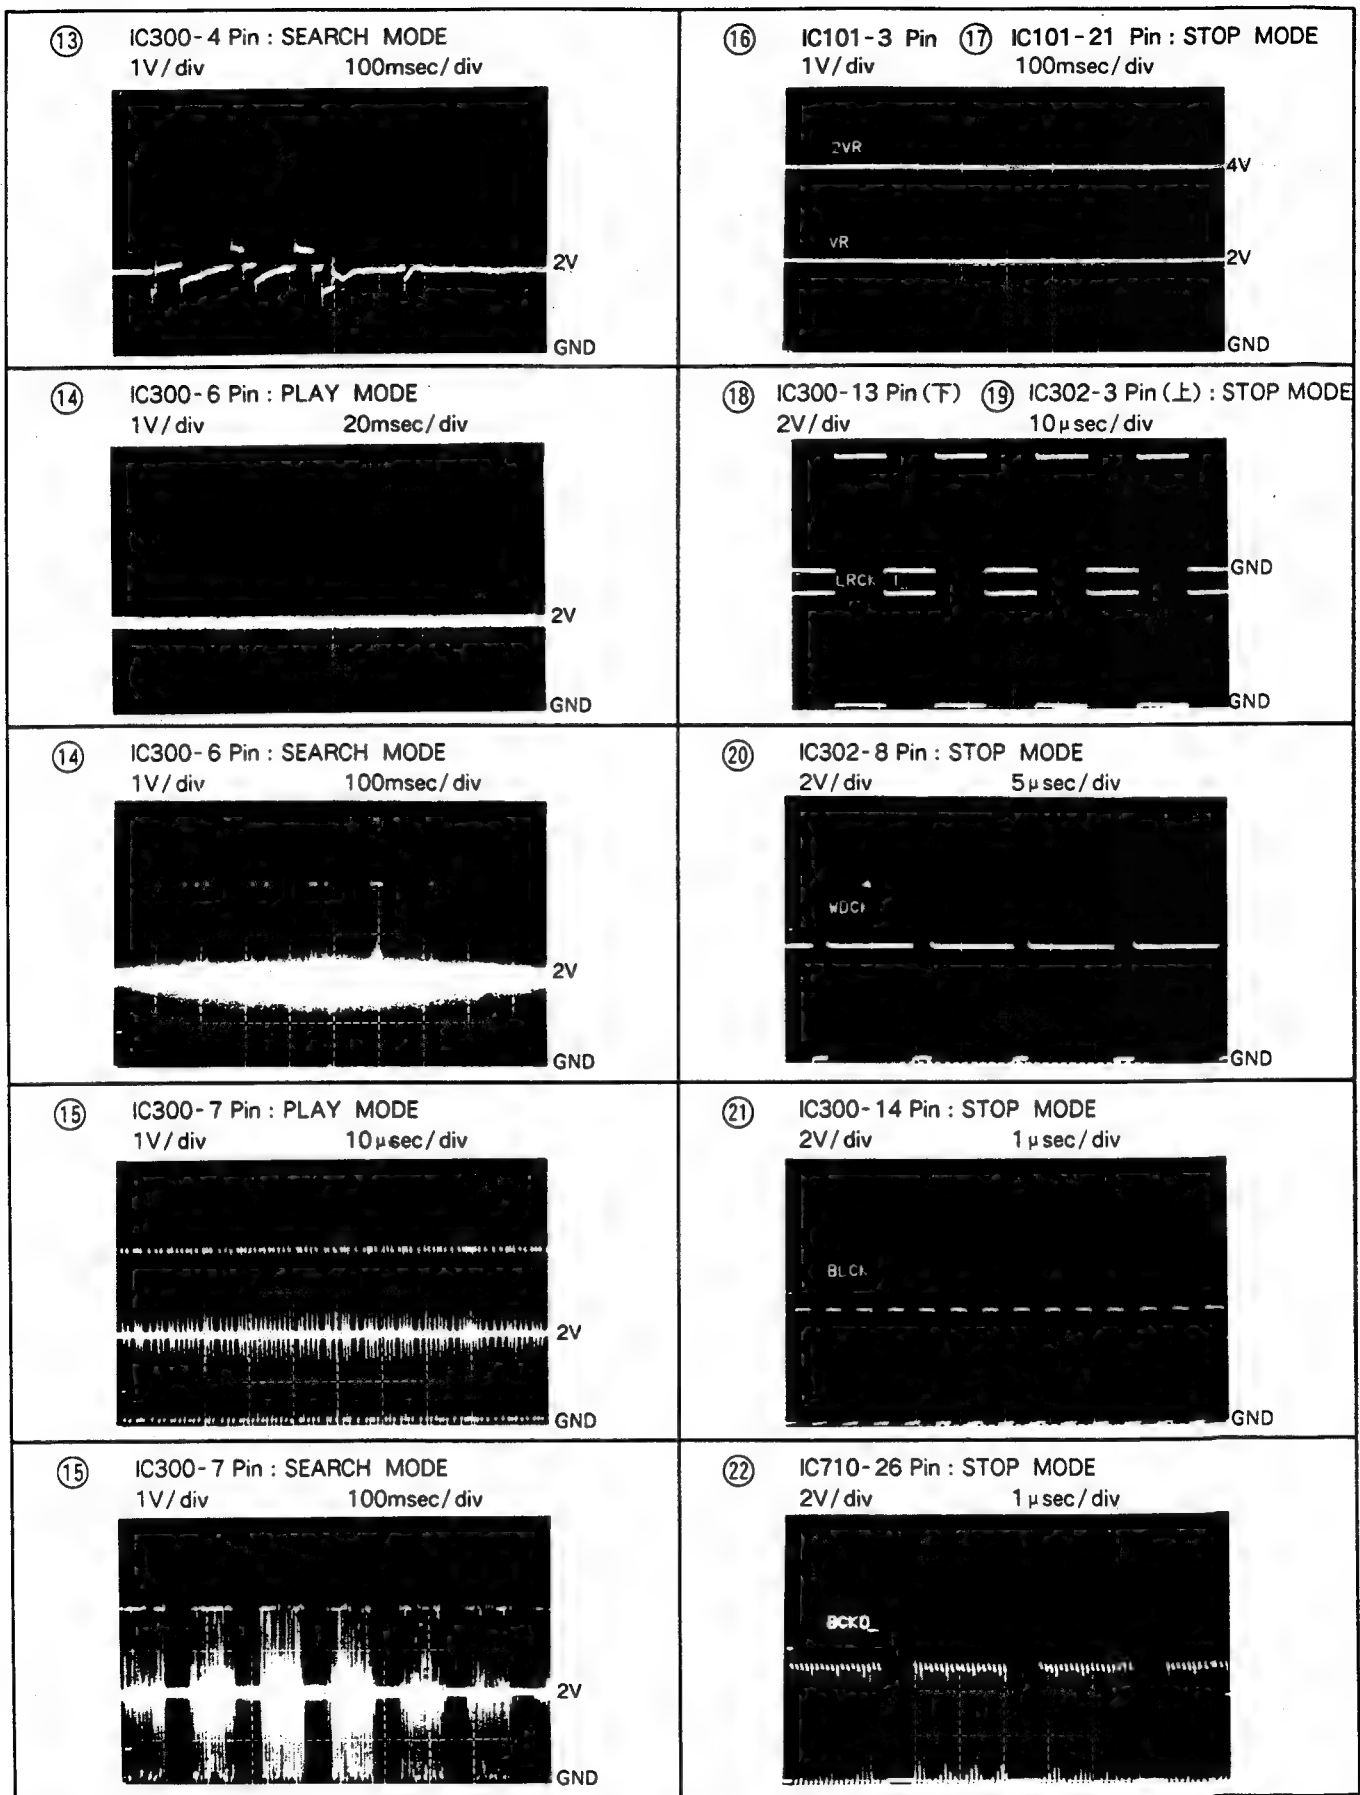 ⑬ IC300-4 Pin : SEARCH MODE
1V/div 100msec/div
2V
GND
⑭ IC300-6 Pin : PLAY MODE
1V/div 20msec/div
2V
GND
⑭ IC300-6 Pin : SEARCH MODE
1V/div 100msec/div
2V
GND
⑮ IC300-7 Pin : PLAY MODE
1V/div 10μsec/div
2V
GND
⑮ IC300-7 Pin : SEARCH MODE
1V/div 100msec/div
2V
GND
⑯ IC101-3 Pin ⑰ IC101-21 Pin : STOP MODE
1V/div 100msec/div
2VR
4V
VR
2V
GND
⑱ IC300-13 Pin (下) ⑲ IC302-3 Pin (上) : STOP MODE
2V/div 10μsec/div
GND
LRCK
GND
⑳ IC302-8 Pin : STOP MODE
2V/div 5μsec/div
WDCK
GND
㉑ IC300-14 Pin : STOP MODE
2V/div 1μsec/div
BLCK
GND
㉒ IC710-26 Pin : STOP MODE
2V/div 1μsec/div
BCKO